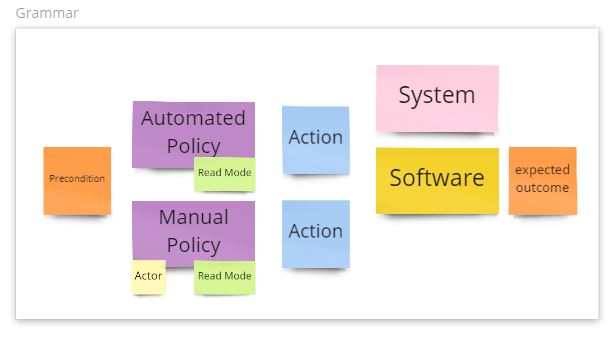 Grammar
Precondition
Automated
Policy
Read Mode
Manual
Policy
Actor
Read Mode
Action
Action
System
Software
expected
outcome